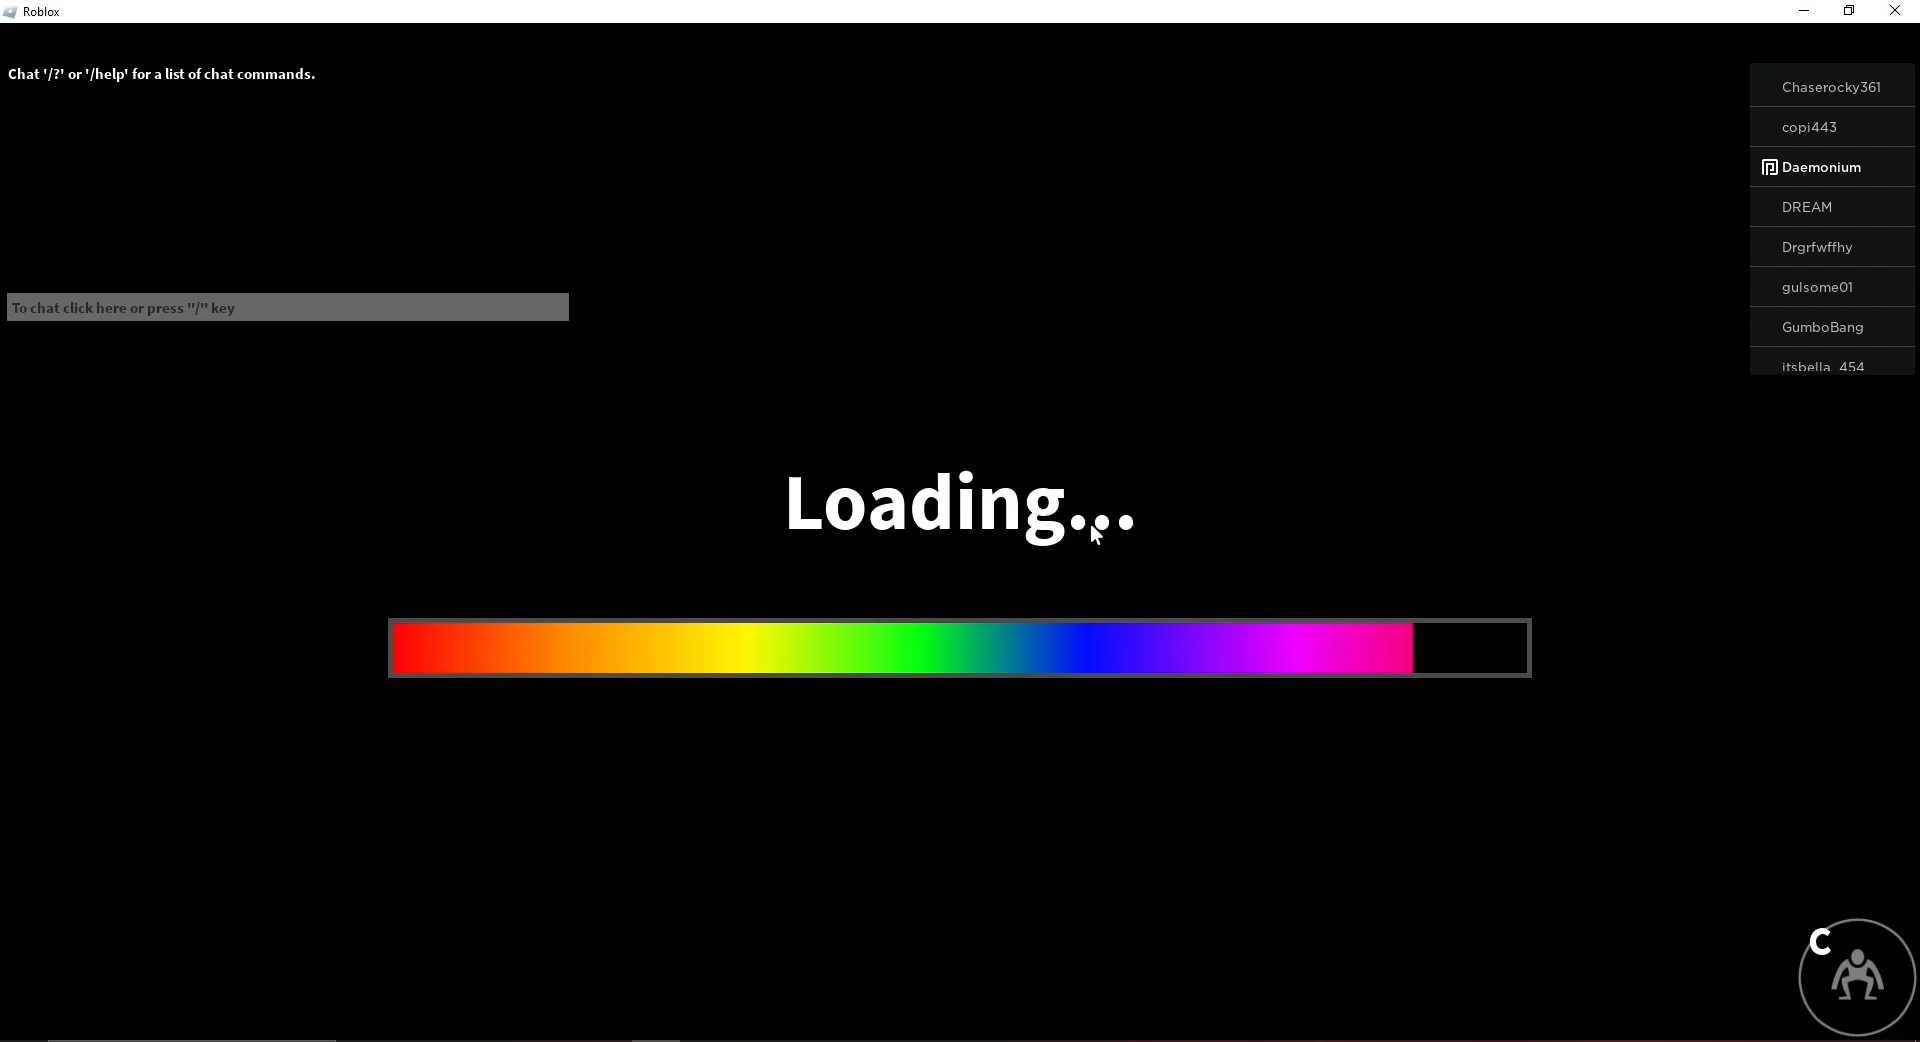 Roblox
Chat '/?' or '/help' for a list of chat commands.
To chat click here or press "/" key
Chaserocky361
copi443
Daemonium
DREAM
Drgrfwffhy
gulsome01
GumboBang
itsbella_454
Loading...
C